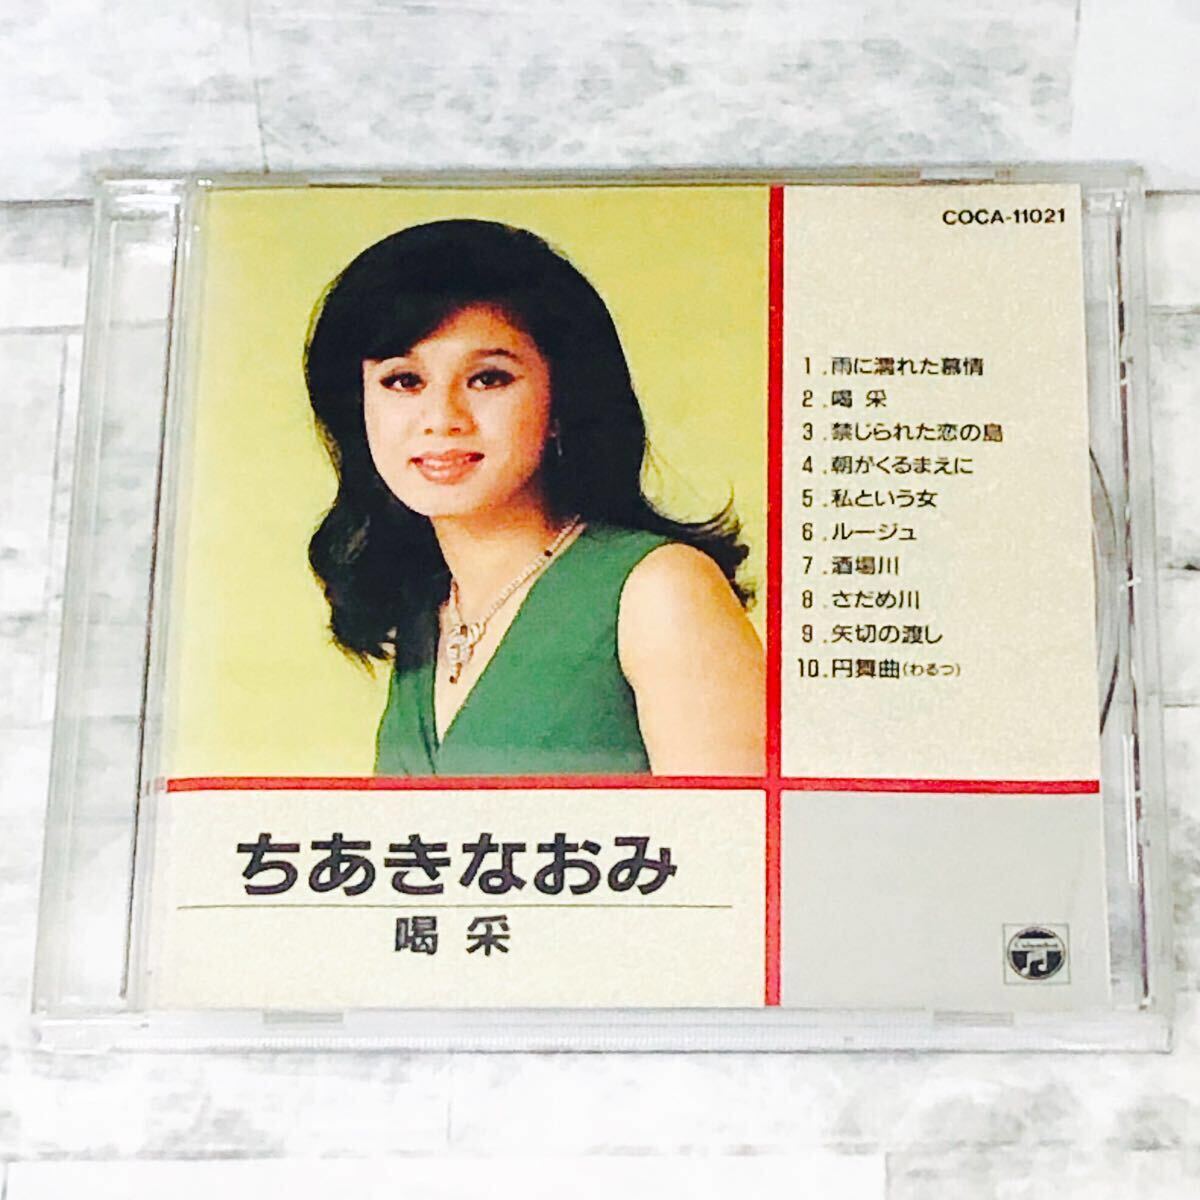 COCA-11021
1.雨に濡れた慕情
2.喝采
3.禁じられた恋の島
4.朝がくるまえに
5.私という女
6.ルージュ
7.酒場川
8.さだめ川
9.矢切の渡し
10.円舞曲(わるつ)
ちあきなおみ
喝采
Columbia